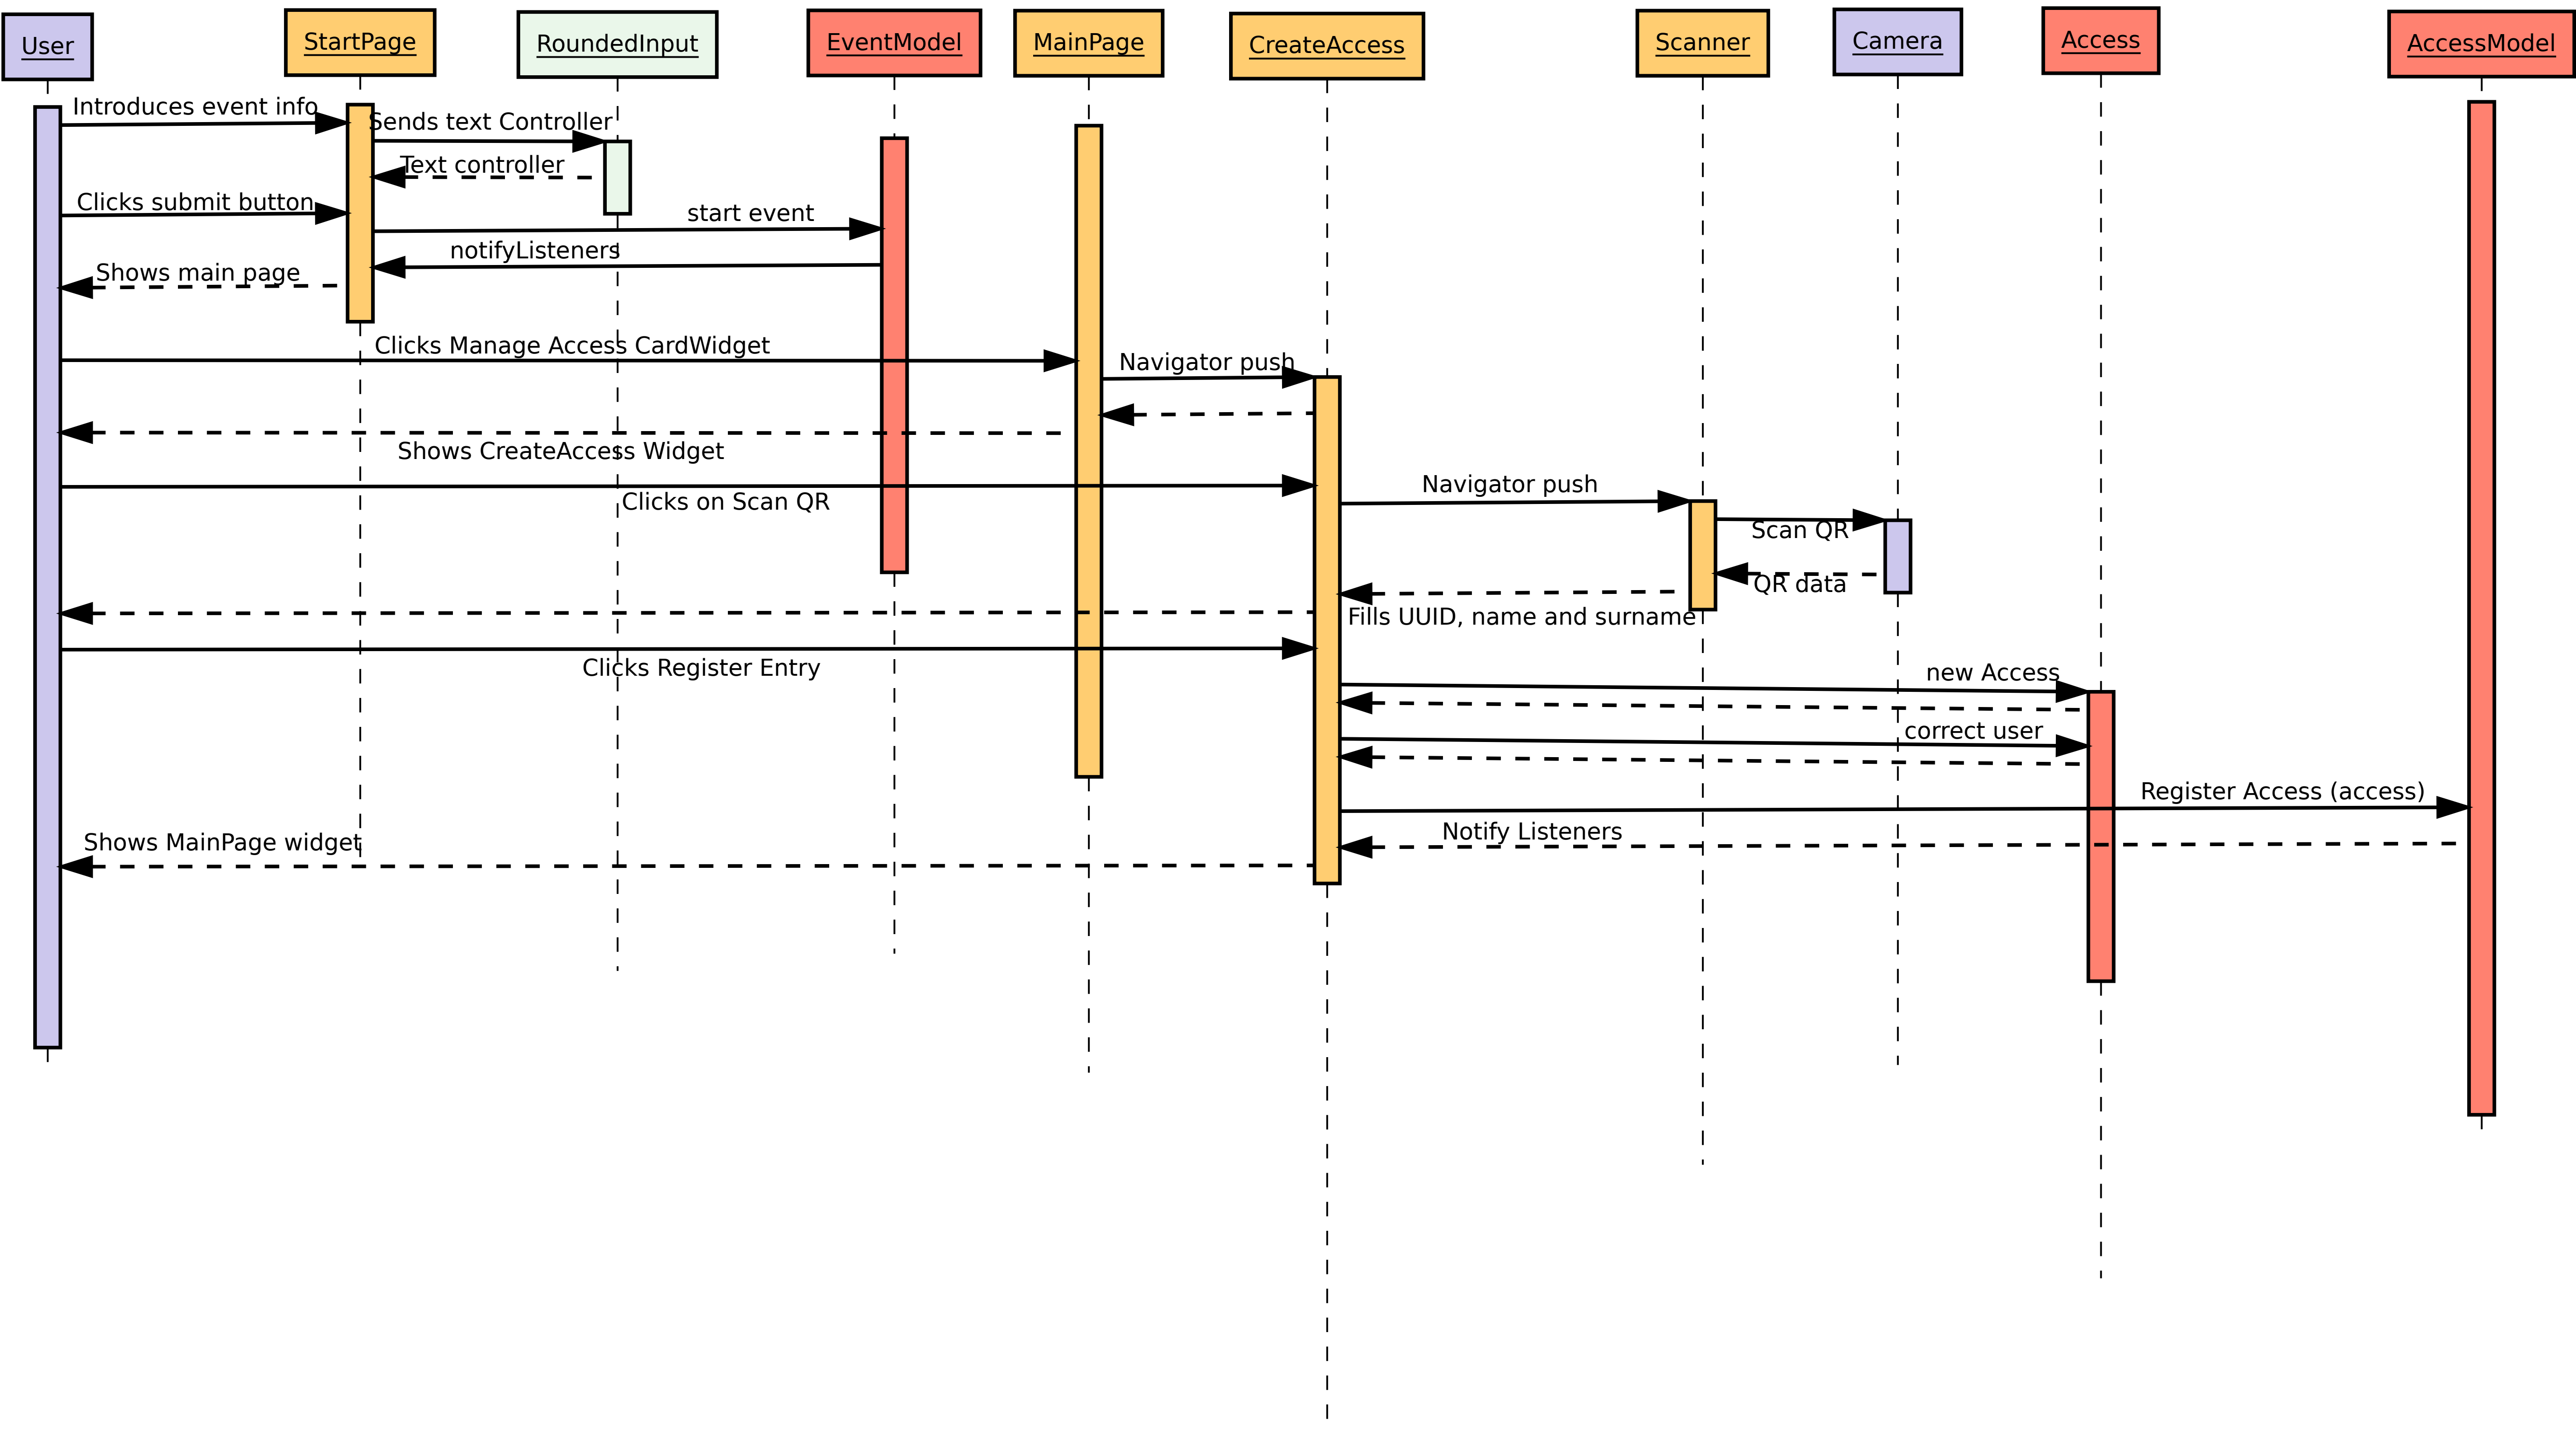 User
StartPage
RoundedInput
EventModel
MainPage
CreateAccess
Scanner
Camera
Access
AccessModel
Introduces event info
Sends text Controller
Text controller
Clicks submit button
start event
notifyListeners
Shows main page
Clicks Manage Access CardWidget
Navigator push
Shows CreateAccess Widget
Clicks on Scan QR
Navigator push
Scan QR
QR data
Fills UUID, name and surname
Clicks Register Entry
new Access
correct user
Register Access (access)
Notify Listeners
Shows MainPage widget